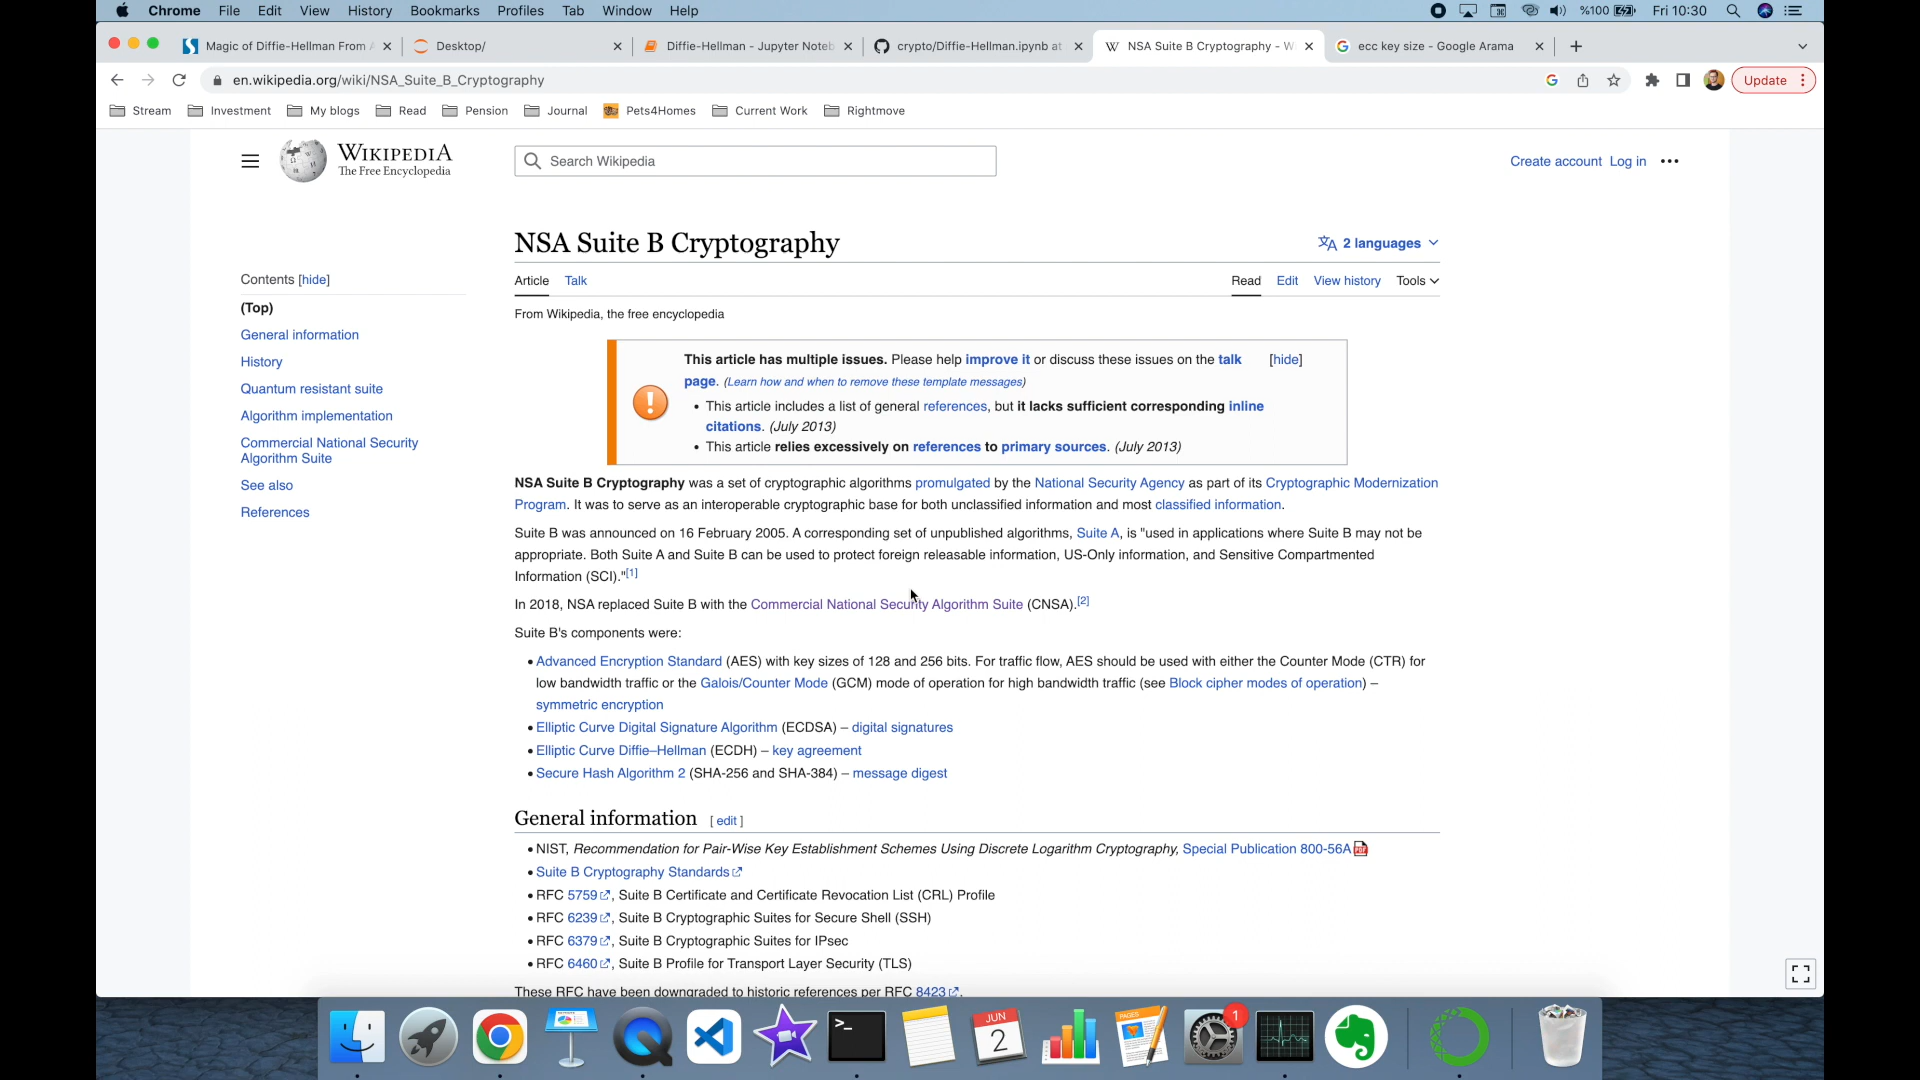 Chrome File Edit View History Bookmarks Profiles Tab Window Help %100 Fri 10:30
Magic of Diffie-Hellman From Desktop/ Diffie-Hellman - Jupyter Noteb crypto/Diffie-Hellman.ipynb at NSA Suite B Cryptography - W ecc key size - Google Arama
en.wikipedia.org/wiki/NSA_Suite_B_Cryptography Update
Stream Investment My blogs Read Pension Journal Pets4Homes Current Work Rightmove
WIKIPEDIA
The Free Encyclopedia
Search Wikipedia
Create account Log in
NSA Suite B Cryptography
2 languages
Contents [hide]
(Top)
General information
History
Quantum resistant suite
Algorithm implementation
Commercial National Security
Algorithm Suite
See also
References
Article Talk Read Edit View history Tools
From Wikipedia, the free encyclopedia
This article has multiple issues. Please help improve it or discuss these issues on the talk [hide]
page. (Learn how and when to remove these template messages)
• This article includes a list of general references, but it lacks sufficient corresponding inline
citations. (July 2013)
• This article relies excessively on references to primary sources. (July 2013)
NSA Suite B Cryptography was a set of cryptographic algorithms promulgated by the National Security Agency as part of its Cryptographic Modernization
Program. It was to serve as an interoperable cryptographic base for both unclassified information and most classified information.
Suite B was announced on 16 February 2005. A corresponding set of unpublished algorithms, Suite A, is "used in applications where Suite B may not be
appropriate. Both Suite A and Suite B can be used to protect foreign releasable information, US-Only information, and Sensitive Compartmented
Information (SCI)."[1]
In 2018, NSA replaced Suite B with the Commercial National Security Algorithm Suite (CNSA).[2]
Suite B's components were:
• Advanced Encryption Standard (AES) with key sizes of 128 and 256 bits. For traffic flow, AES should be used with either the Counter Mode (CTR) for
low bandwidth traffic or the Galois/Counter Mode (GCM) mode of operation for high bandwidth traffic (see Block cipher modes of operation) –
symmetric encryption
• Elliptic Curve Digital Signature Algorithm (ECDSA) – digital signatures
• Elliptic Curve Diffie–Hellman (ECDH) – key agreement
• Secure Hash Algorithm 2 (SHA-256 and SHA-384) – message digest
General information [ edit ]
• NIST, Recommendation for Pair-Wise Key Establishment Schemes Using Discrete Logarithm Cryptography, Special Publication 800-56A
• Suite B Cryptography Standards
• RFC 5759, Suite B Certificate and Certificate Revocation List (CRL) Profile
• RFC 6239, Suite B Cryptographic Suites for Secure Shell (SSH)
• RFC 6379, Suite B Cryptographic Suites for IPsec
• RFC 6460, Suite B Profile for Transport Layer Security (TLS)
These RFC have been downgraded to historic references per RFC 8423.
JUN
2
PAGES
1